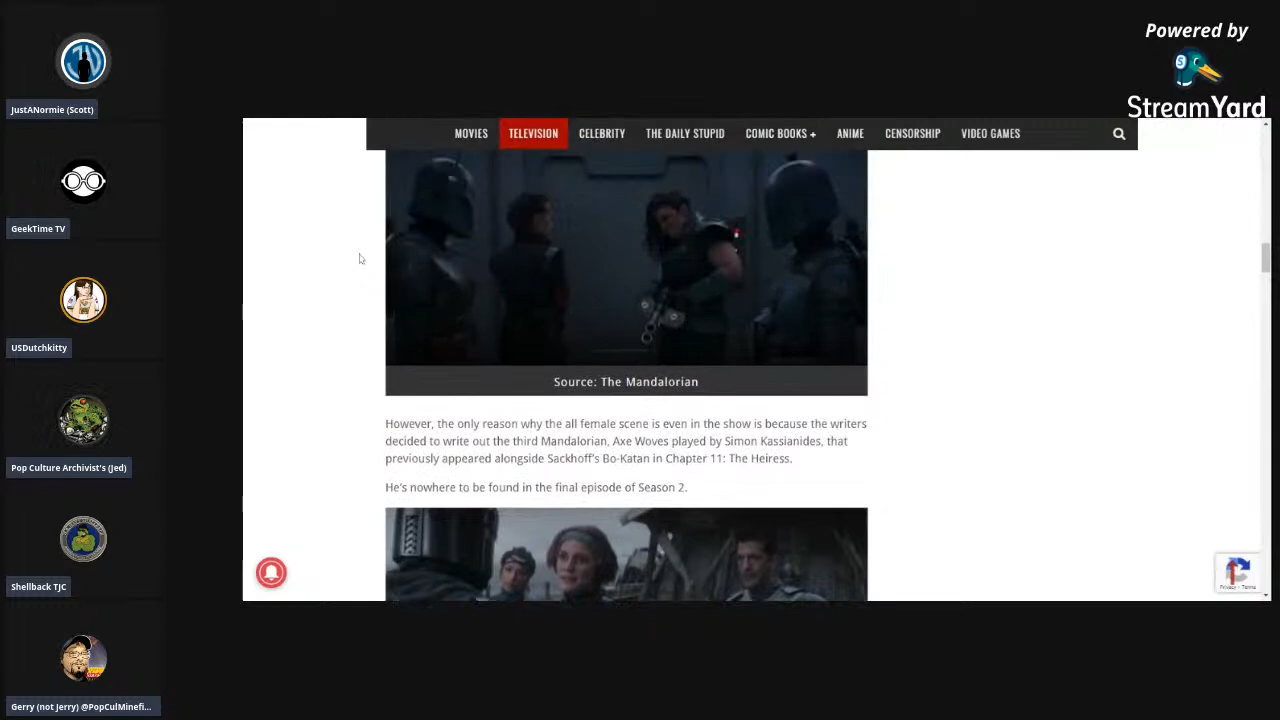 Powered by
StreamYard
JustANormie (Scott)
GeekTime TV
USDutchkitty
Pop Culture Archivist's (Jed)
Shellback TJC
Gerry (not Jerry) @PopCulMinefi...
MOVIES TELEVISION CELEBRITY THE DAILY STUPID COMIC BOOKS + ANIME CENSORSHIP VIDEO GAMES
Source: The Mandalorian
However, the only reason why the all female scene is even in the show is because the writers
decided to write out the third Mandalorian, Axe Woves played by Simon Kassianides, that
previously appeared alongside Sackhoff's Bo-Katan in Chapter 11: The Heiress.
He's nowhere to be found in the final episode of Season 2.
Privacy - Terms